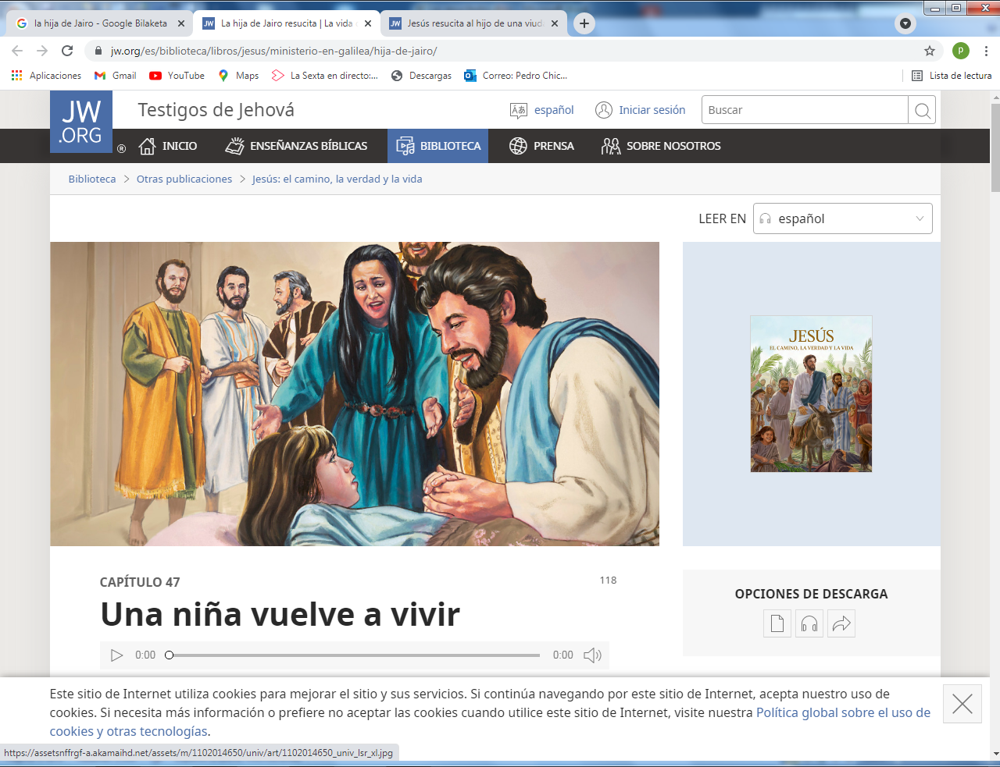 la hija de Jairo - Google Bilaketa
La hija de Jairo resucita | La vida
Jesús resucita al hijo de una viuda
jw.org/es/biblioteca/libros/jesus/ministerio-en-galilea/hija-de-jairo/
p
Aplicaciones
Gmail
YouTube
Maps
La Sexta en directo:...
Descargas
Correo: Pedro Chic...
Lista de lectura
JW
.ORG
®
Testigos de Jehová
español
Iniciar sesión
Buscar
INICIO
ENSEÑANZAS BÍBLICAS
BIBLIOTECA
PRENSA
SOBRE NOSOTROS
Biblioteca > Otras publicaciones > Jesús: el camino, la verdad y la vida
LEER EN español
JESÚS
EL CAMINO, LA VERDAD Y LA VIDA
CAPÍTULO 47
118
Una niña vuelve a vivir
0:00
0:00
OPCIONES DE DESCARGA
Este sitio de Internet utiliza cookies para mejorar el sitio y sus servicios. Si continúa navegando por este sitio de Internet, acepta nuestro uso de
cookies. Si necesita más información o prefiere no aceptar las cookies cuando utilice este sitio de Internet, visite nuestra Política global sobre el uso de
cookies y otras tecnologías.
https://assetsnffrgf-a.akamaihd.net/assets/m/1102014650/univ/art/1102014650_univ_lsr_xl.jpg